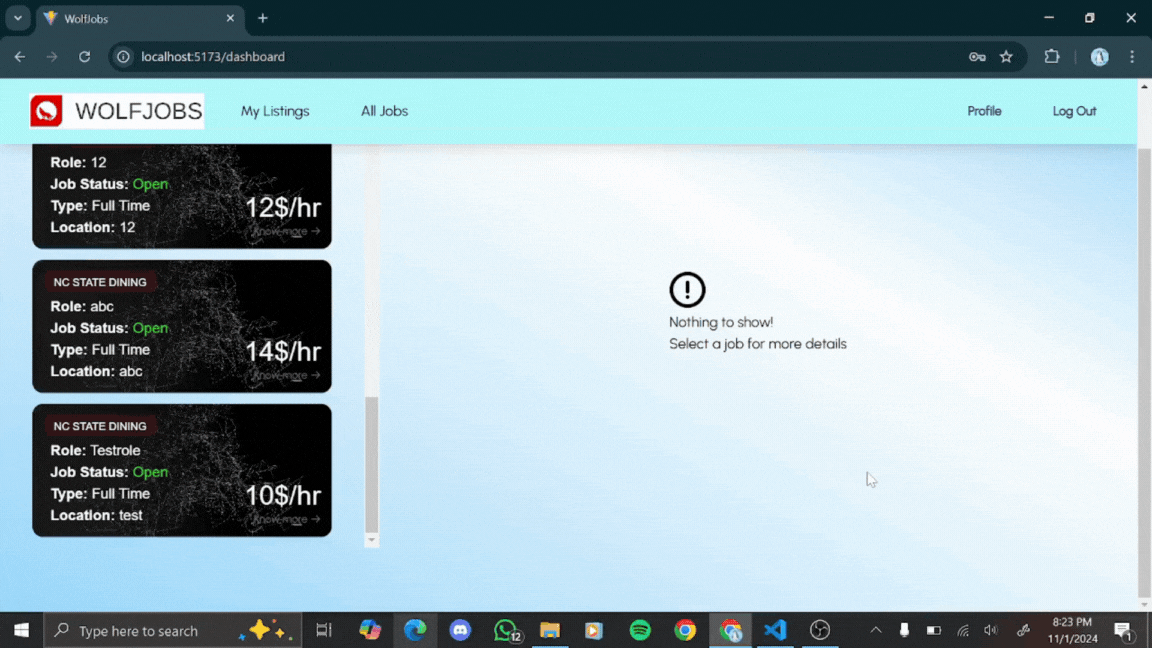 WolfJobs
localhost:5173/dashboard
WOLFJOBS
My Listings
All Jobs
Profile
Log Out
Role: 12
Job Status: Open
Type: Full Time
12$/hr
Location: 12
Know more →
NC STATE DINING
Role: abc
Job Status: Open
Type: Full Time
14$/hr
Location: abc
Know more →
NC STATE DINING
Role: Testrole
Job Status: Open
Type: Full Time
10$/hr
Location: test
Know more →
Nothing to show!
Select a job for more details
Type here to search
12
8:23 PM
11/1/2024
1